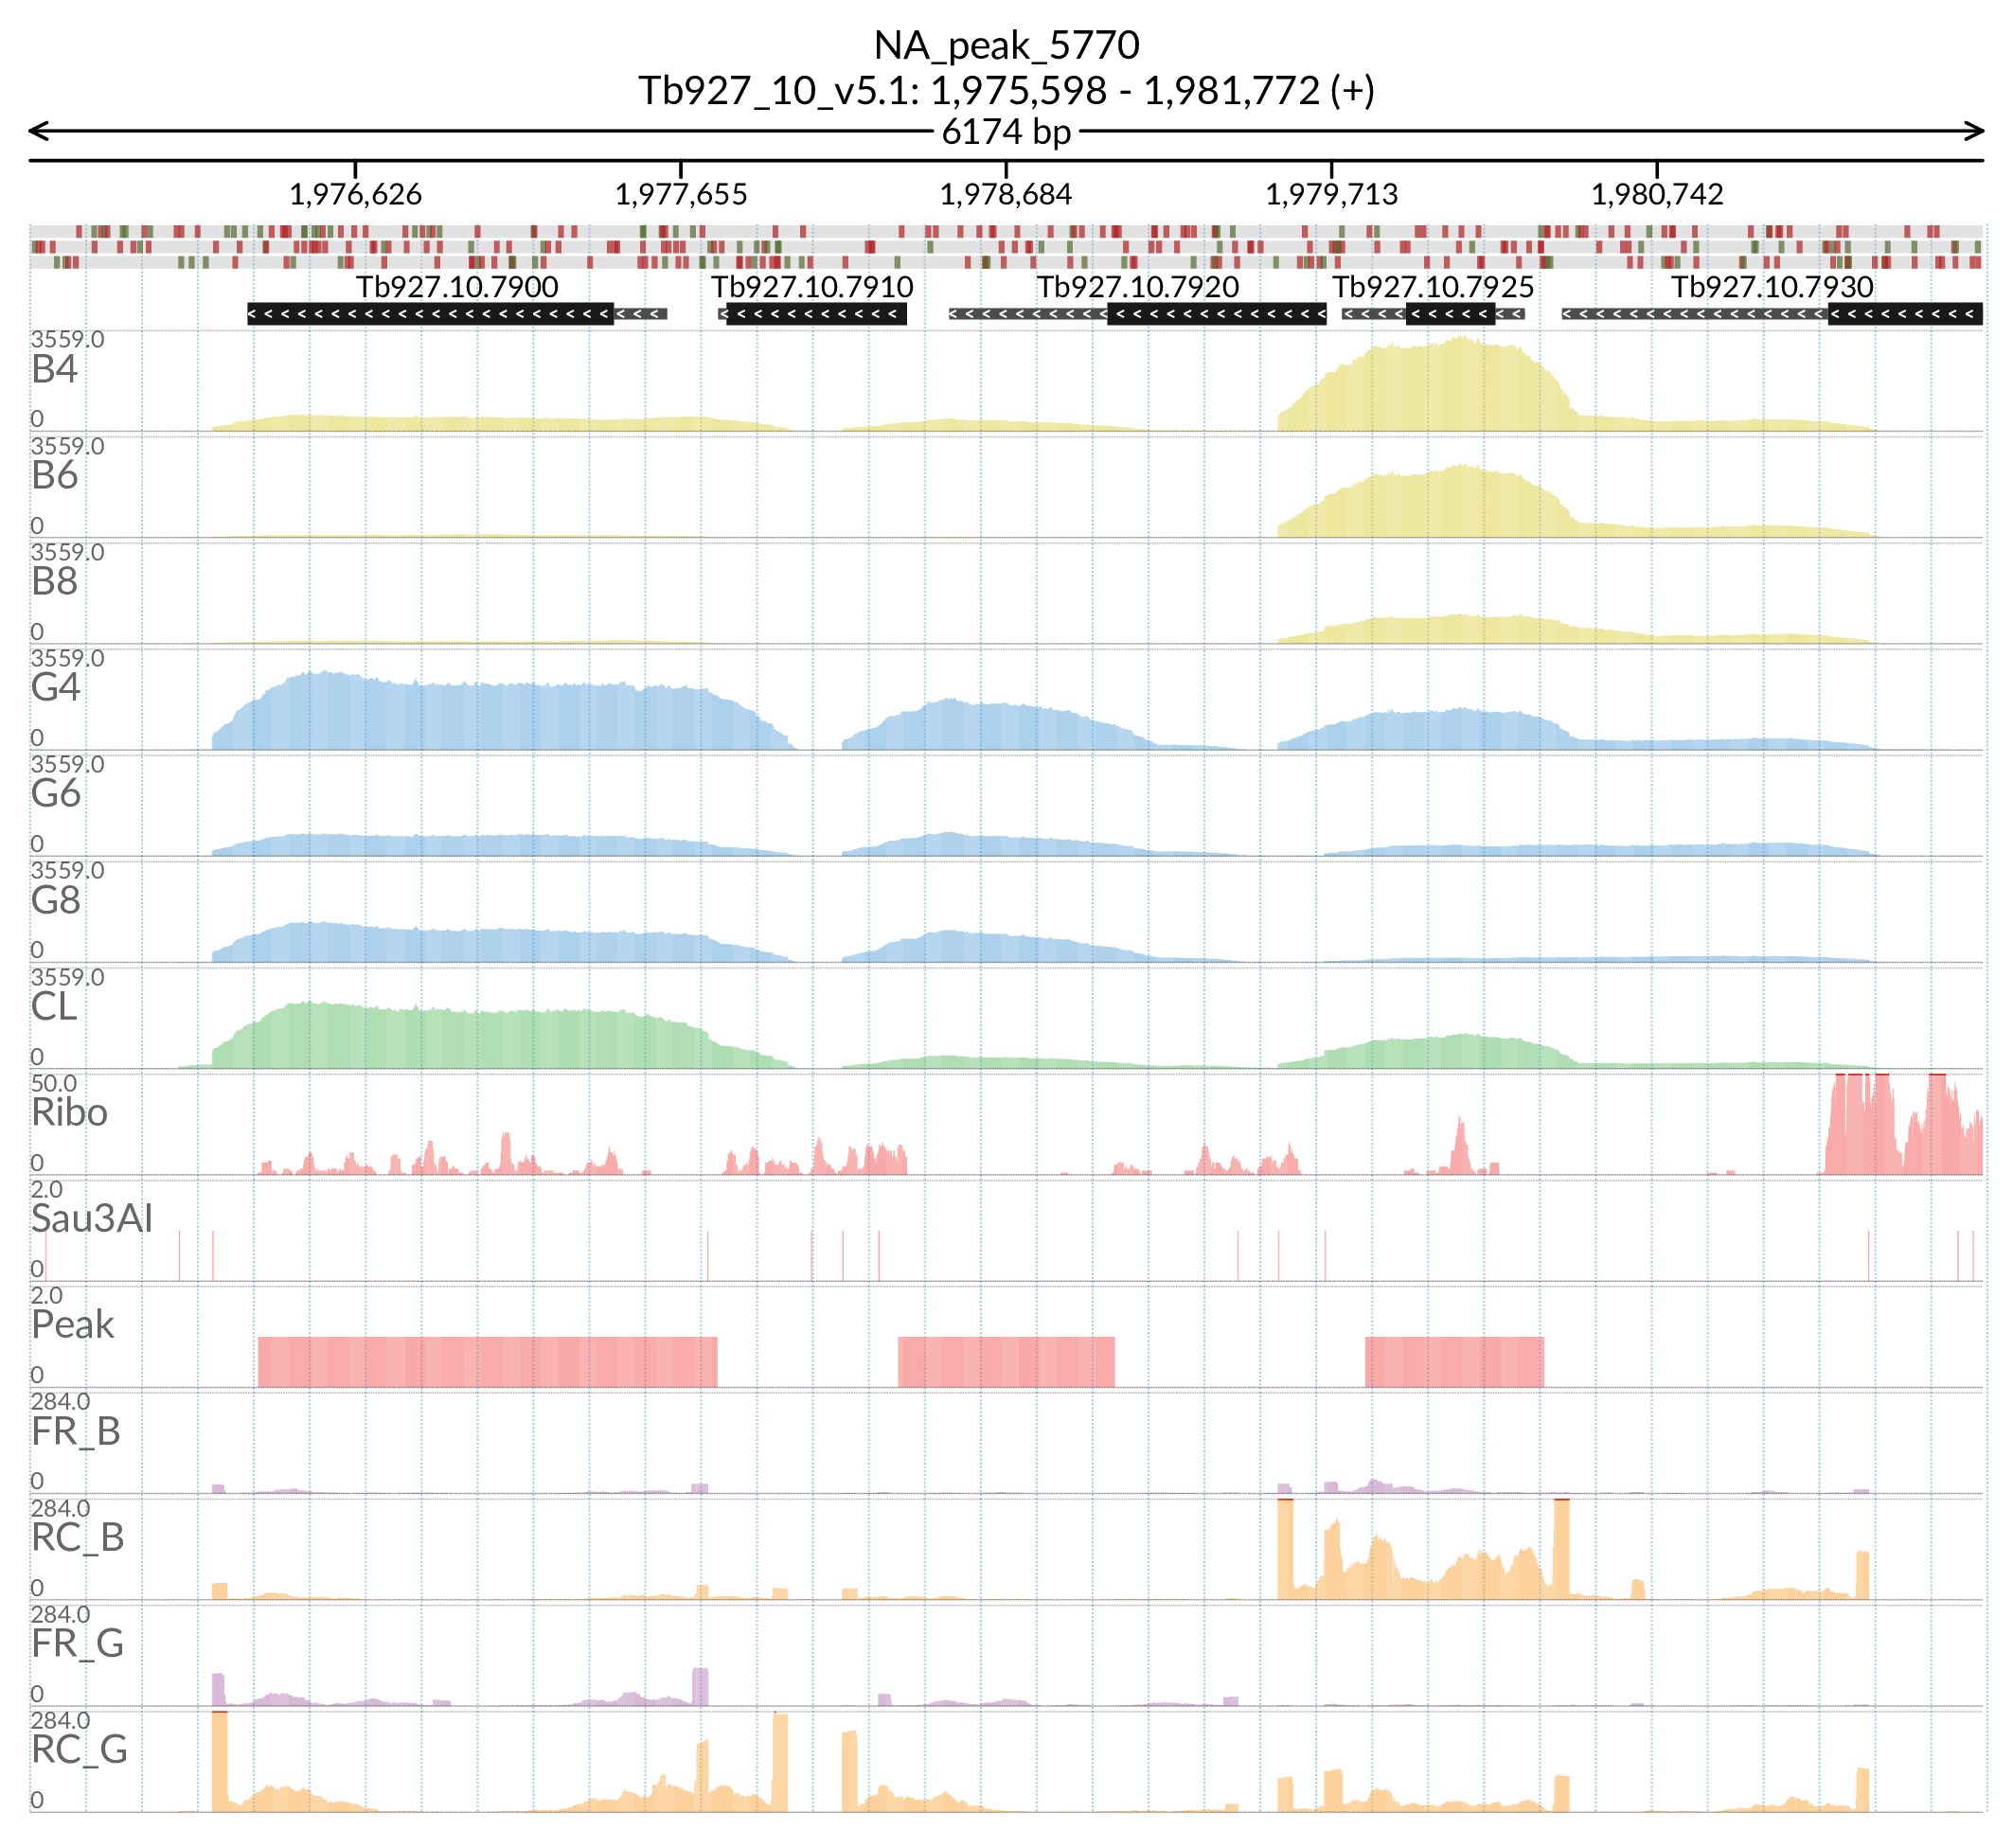 NA_peak_5770
Tb927_10_v5.1: 1,975,598 - 1,981,772 (+)
6174 bp
1,976,626 1,977,655 1,978,684 1,979,713 1,980,742
Tb927.10.7900 Tb927.10.7910 Tb927.10.7920 Tb927.10.7925 Tb927.10.7930
3559.0
B4
0
3559.0
B6
0
3559.0
B8
0
3559.0
G4
0
3559.0
G6
0
3559.0
G8
0
3559.0
CL
0
50.0
Ribo
0
2.0
Sau3AI
0
2.0
Peak
0
284.0
FR_B
0
284.0
RC_B
0
284.0
FR_G
0
284.0
RC_G
0